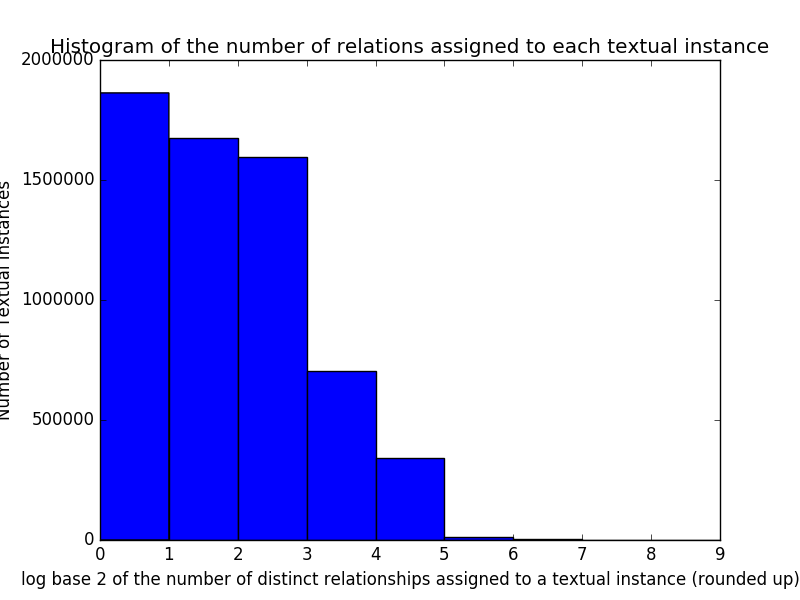 Histogram of the number of relations assigned to each textual instance
2000000
1500000
1000000
500000
0
Number of Textual Instances
0 1 2 3 4 5 6 7 8 9
log base 2 of the number of distinct relationships assigned to a textual instance (rounded up)